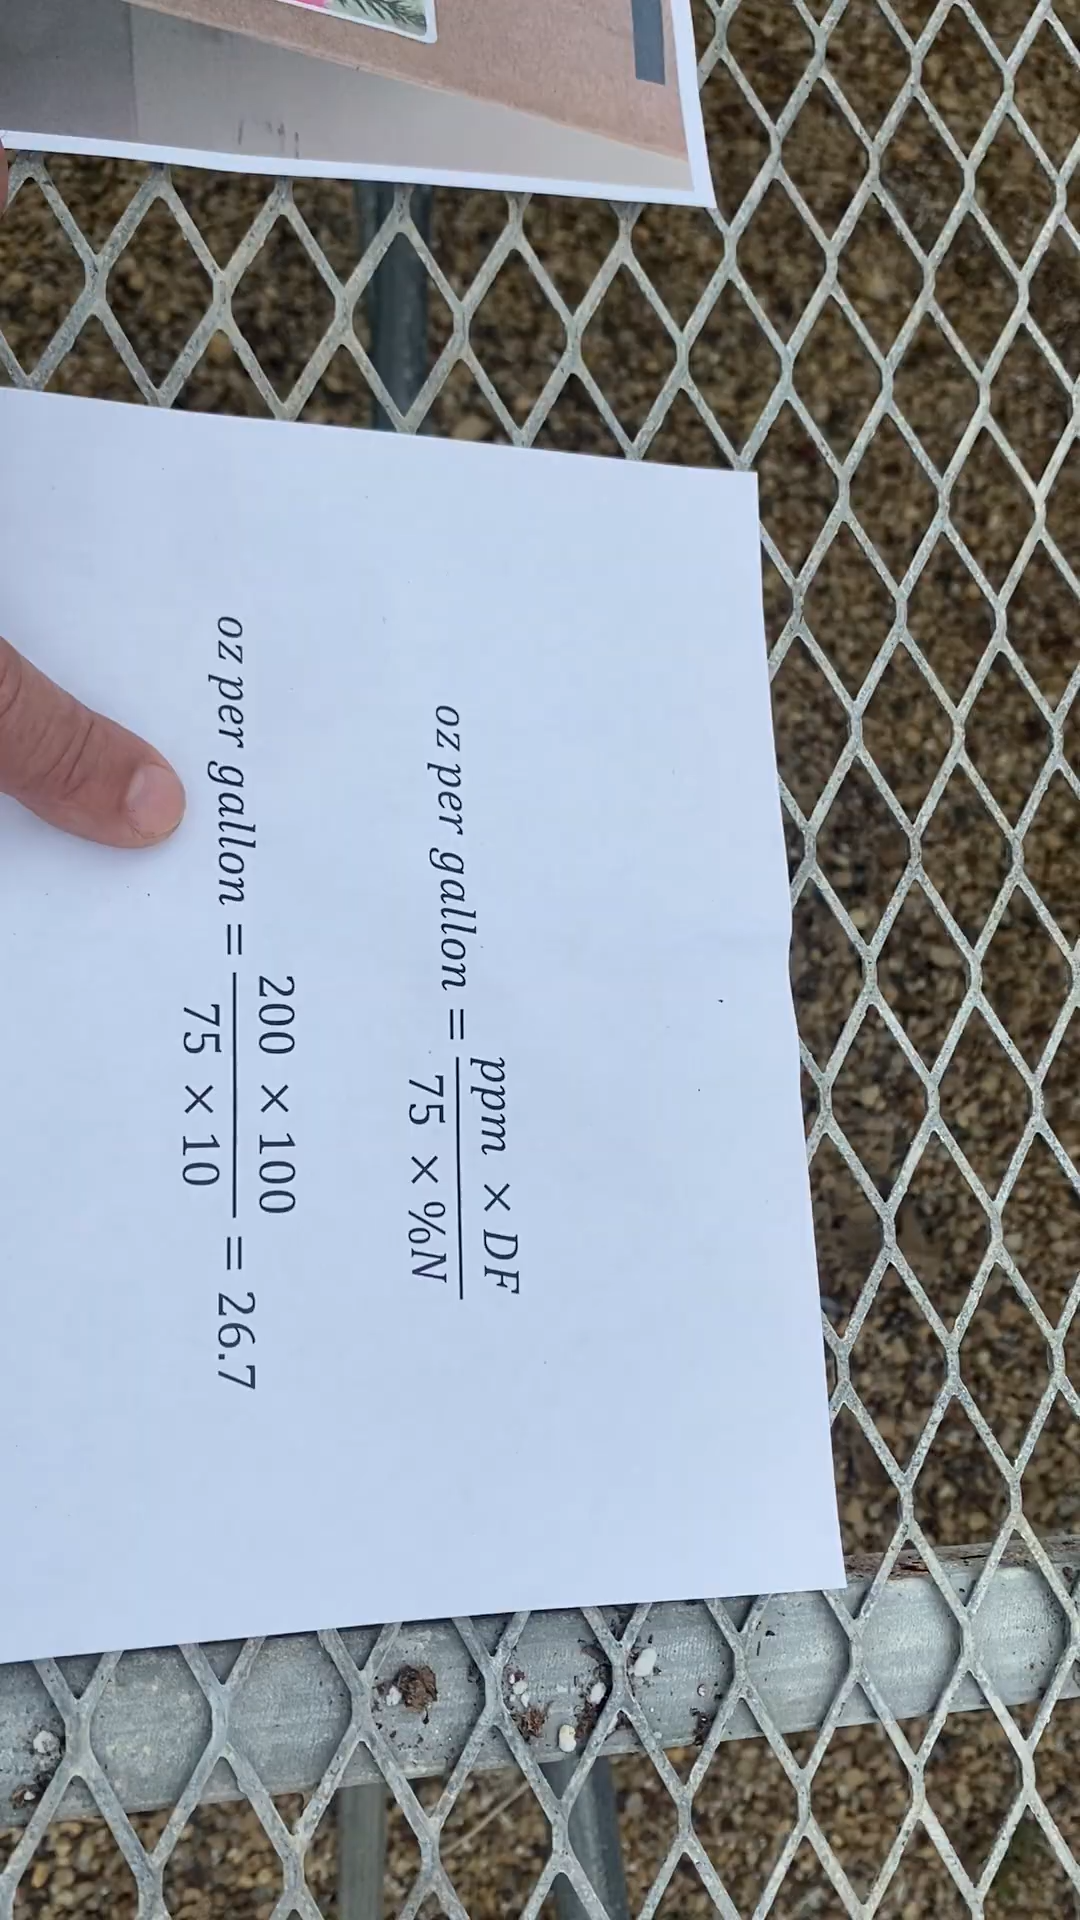 oz per gallon = ppm × DF / 75 × %N
oz per gallon = 200 × 100 / 75 × 10 = 26.7